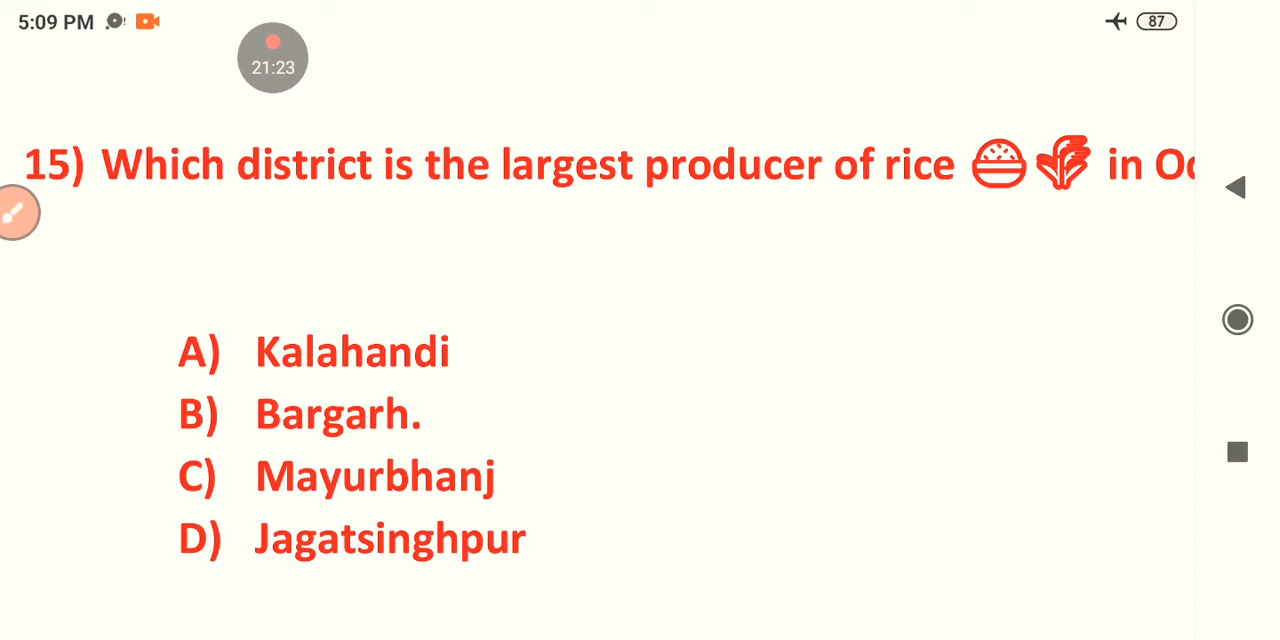 5:09 PM
87
21:23
15) Which district is the largest producer of rice in
A) Kalahandi
B) Bargarh.
C) Mayurbhanj
D) Jagatsinghpur